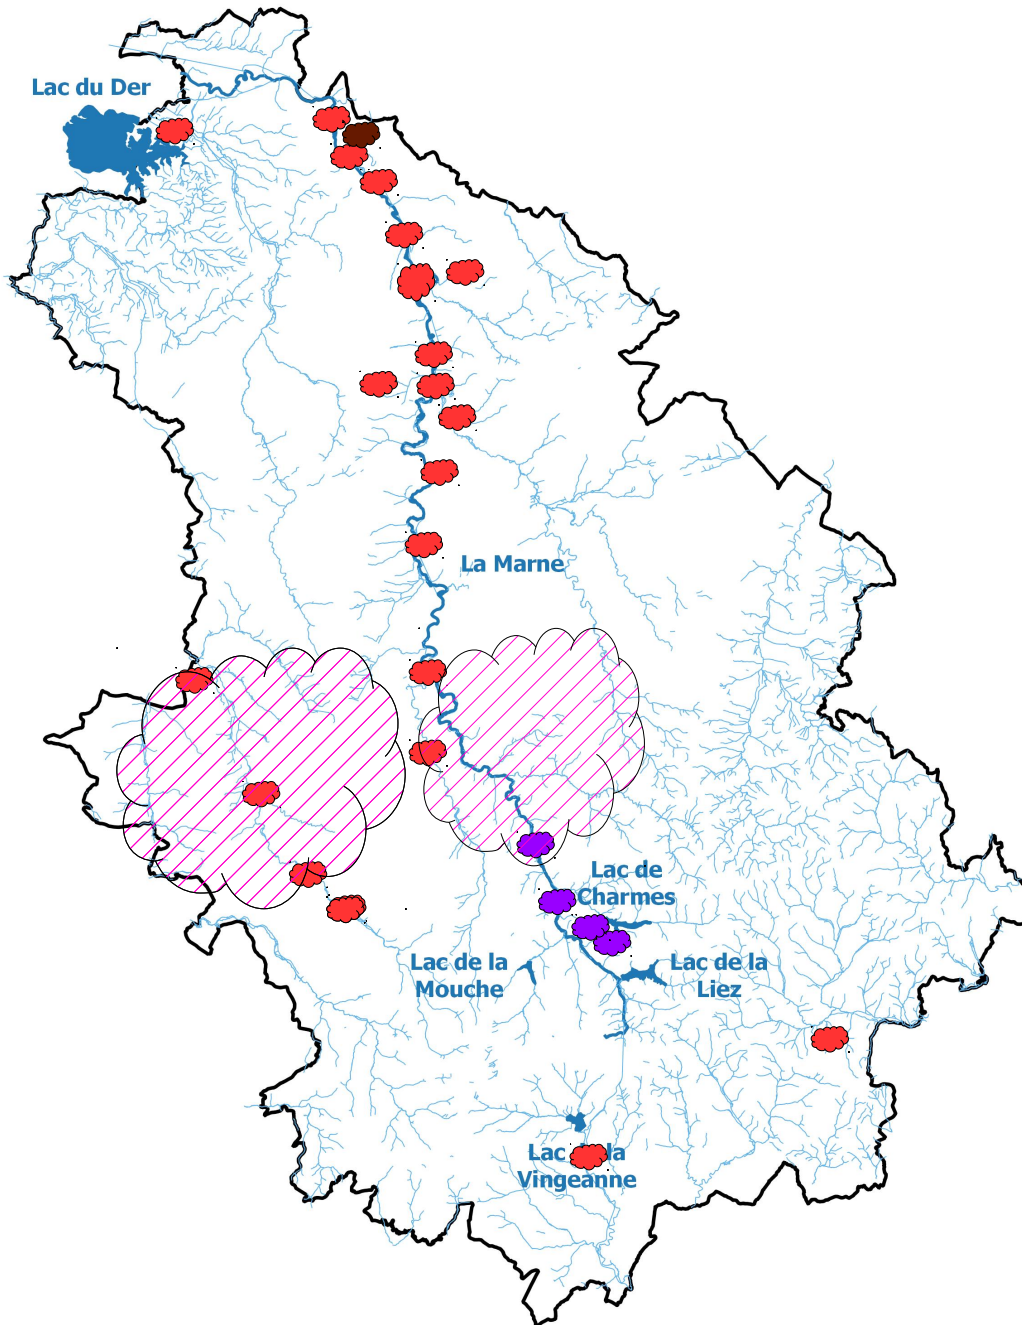 Lac du Der
La Marne
Lac de
Charmes
Lac de la
Mouche
Lac de la
Liez
Lac de la
Vingeanne